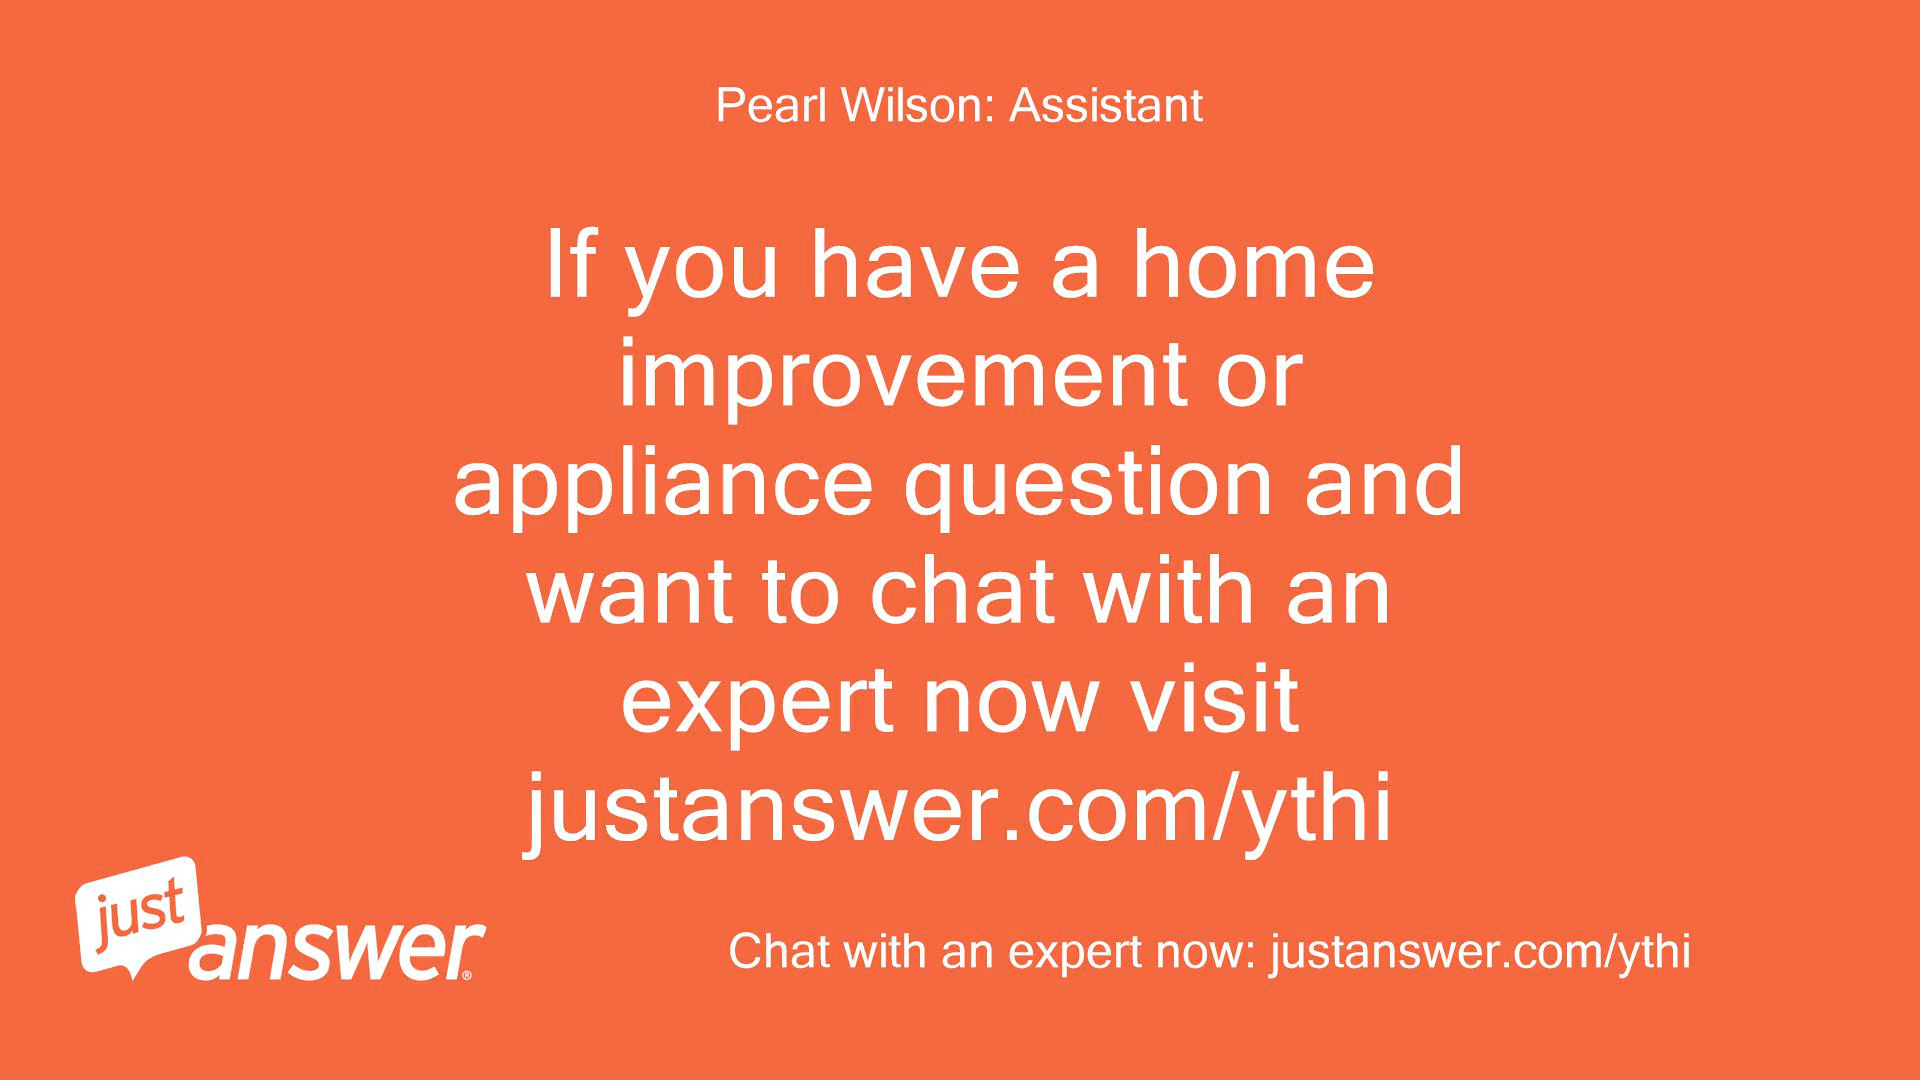 Pearl Wilson: Assistant
If you have a home
improvement or
appliance question and
want to chat with an
expert now visit
justanswer.com/ythi
just
answer®
Chat with an expert now: justanswer.com/ythi